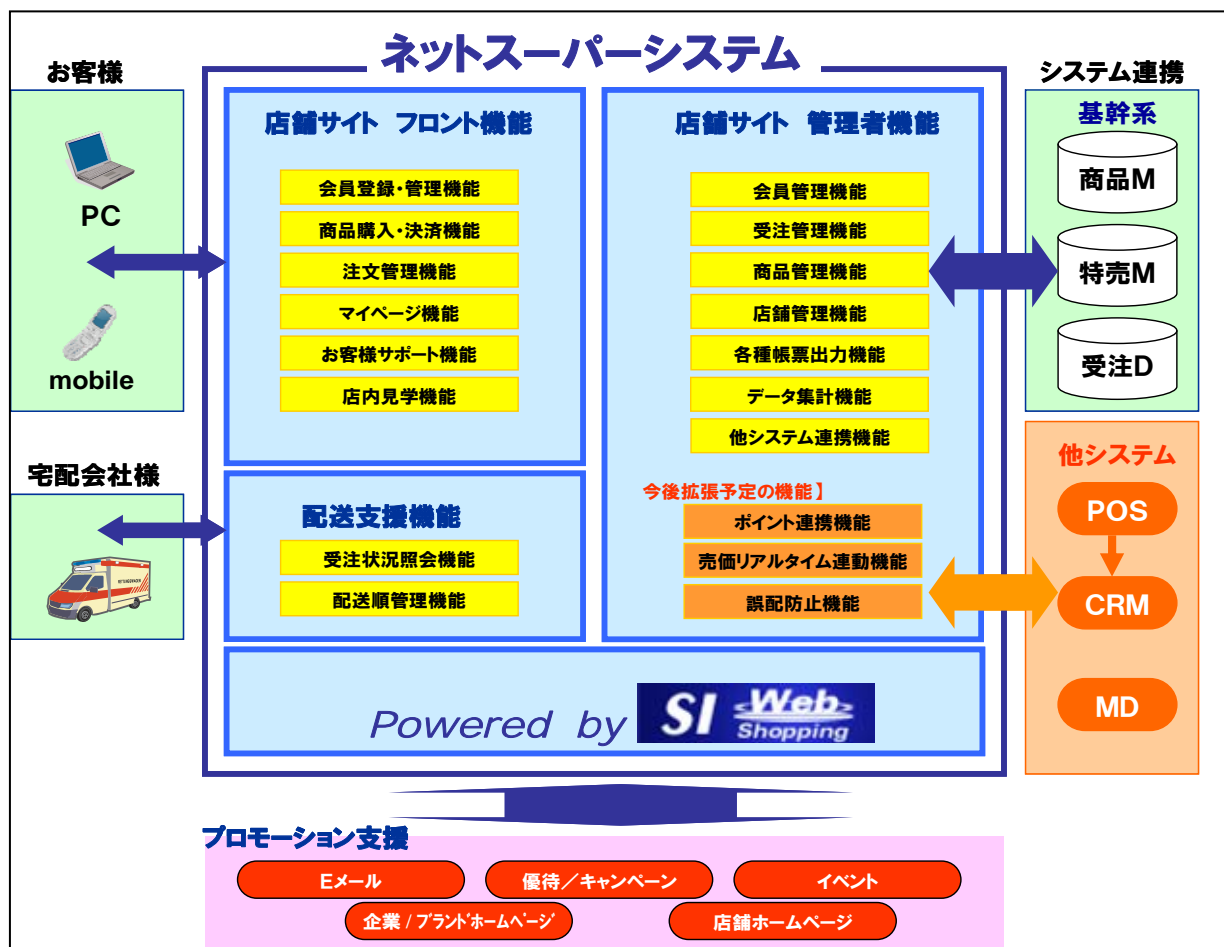 ネットスーパーシステム
お客様
PC
mobile
宅配会社様
店舗サイト フロント機能
会員登録・管理機能
商品購入・決済機能
注文管理機能
マイページ機能
お客様サポート機能
店内見学機能
配送支援機能
受注状況照会機能
配送順管理機能
店舗サイト 管理者機能
会員管理機能
受注管理機能
商品管理機能
店舗管理機能
各種帳票出力機能
データ集計機能
他システム連携機能
今後拡張予定の機能】
ポイント連携機能
売価リアルタイム連動機能
誤配防止機能
システム連携
基幹系
商品M
特売M
受注D
他システム
POS
CRM
MD
Powered by SI Web Shopping
プロモーション支援
Eメール
優待／キャンペーン
イベント
企業 / ブランドホームページ
店舗ホームページ